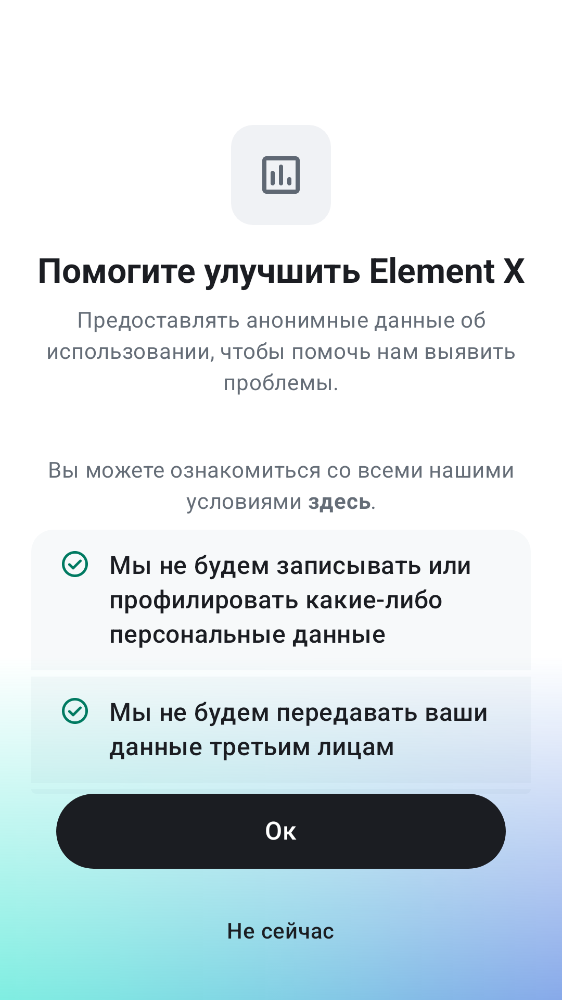 Помогите улучшить Element X
Предоставлять анонимные данные об
использовании, чтобы помочь нам выявить
проблемы.
Вы можете ознакомиться со всеми нашими
условиями здесь.
Мы не будем записывать или
профилировать какие-либо
персональные данные
Мы не будем передавать ваши
данные третьим лицам
Ок
Не сейчас